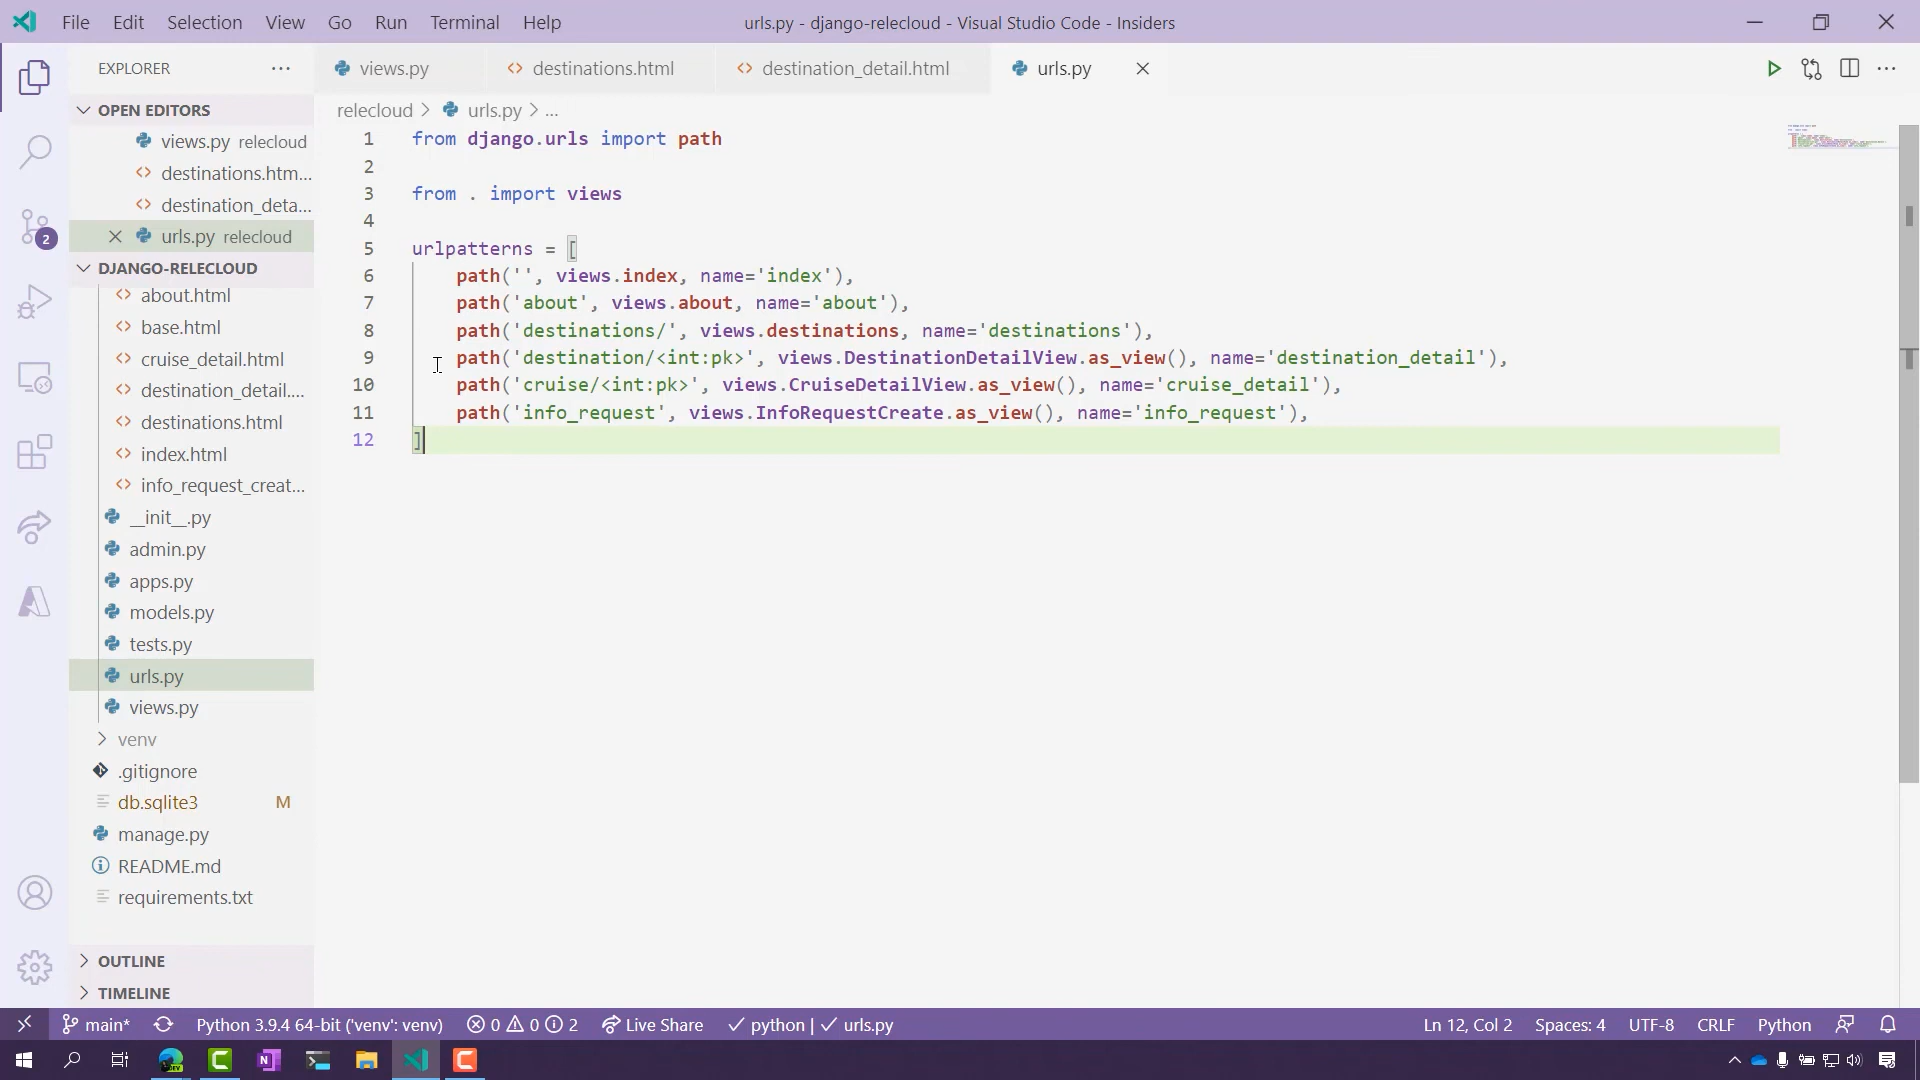 File Edit Selection View Go Run Terminal Help
urls.py - django-relecloud - Visual Studio Code - Insiders
EXPLORER
OPEN EDITORS
views.py relecloud
destinations.htm...
destination_deta...
urls.py relecloud
DJANGO-RELECLOUD
about.html
base.html
cruise_detail.html
destination_detail....
destinations.html
index.html
info_request_creat...
__init__.py
admin.py
apps.py
models.py
tests.py
urls.py
views.py
venv
.gitignore
db.sqlite3 M
manage.py
README.md
requirements.txt
OUTLINE
TIMELINE
2
views.py destinations.html destination_detail.html urls.py
relecloud > urls.py > ...
1 from django.urls import path
2
3 from . import views
4
5 urlpatterns = [
6 path('', views.index, name='index'),
7 path('about', views.about, name='about'),
8 path('destinations/', views.destinations, name='destinations'),
9 path('destination/<int:pk>', views.DestinationDetailView.as_view(), name='destination_detail'),
10 path('cruise/<int:pk>', views.CruiseDetailView.as_view(), name='cruise_detail'),
11 path('info_request', views.InfoRequestCreate.as_view(), name='info_request'),
12 ]
main* Python 3.9.4 64-bit ('venv': venv) 0 0 2 Live Share python | urls.py Ln 12, Col 2 Spaces: 4 UTF-8 CRLF Python
DEV